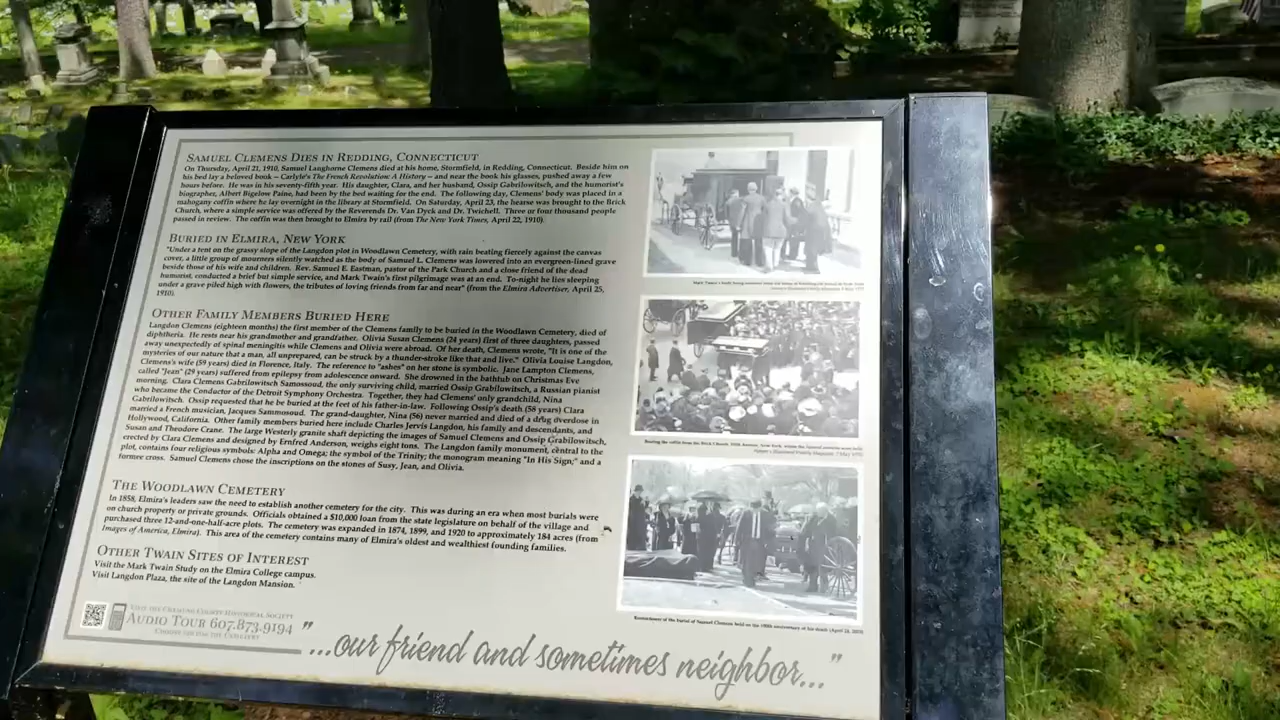 SAMUEL CLEMENS DIES IN REDDING, CONNECTICUT
On Thursday, April 21, 1910, Samuel Langhorne Clemens died at his home, Stormfield, in Redding, Connecticut. Beside him on
his bed lay a beloved book – Carlyle's The French Revolution: A History – and near the book his glasses, pushed away a few
hours before. He was in his seventy-fifth year. His daughter, Clara, and her husband, Ossip Gabrilowitsch, and the humorist's
biographer, Albert Bigelow Paine, had been by the bed waiting for the end. The following day, Clemens' body was placed in a
mahogany coffin where he lay overnight in the library at Stormfield. On Saturday, April 23, the hearse was brought to the Brick
Church, where a simple service was offered by the Reverends Dr. Van Dyck and Dr. Twichell. Three or four thousand people
passed in review. The coffin was then brought to Elmira by rail (from The New York Times, April 22, 1910).
BURIED IN ELMIRA, NEW YORK
"Under a tent on the grassy slope of the Langdon plot in Woodlawn Cemetery, with rain beating fiercely against the canvas
cover, a little group of mourners silently watched as the body of Samuel L. Clemens was lowered into an evergreen-lined grave
beside those of his wife and children. Rev. Samuel E. Eastman, pastor of the Park Church and a close friend of the dead
humorist, conducted a brief but simple service, and Mark Twain's first pilgrimage was at an end. To-night he lies sleeping
under a grave piled high with flowers, the tributes of loving friends from far and near" (from the Elmira Advertiser, April 25,
1910).
OTHER FAMILY MEMBERS BURIED HERE
Langdon Clemens (eighteen months) the first member of the Clemens family to be buried in the Woodlawn Cemetery, died of
diphtheria. He rests near his grandmother and grandfather. Olivia Susan Clemens (24 years) first of three daughters, passed
away unexpectedly of spinal meningitis while Clemens and Olivia were abroad. Of her death, Clemens wrote, "It is one of the
mysteries of our nature that a man, all unprepared, can be struck by a thunder-stroke like that and live." Olivia Louise Langdon,
Clemens's wife (59 years) died in Florence, Italy. The reference to "ashes" on her stone is symbolic. Jane Lampton Clemens,
called "Jean" (29 years) suffered from epilepsy from adolescence onward. She drowned in the bathtub on Christmas Eve
morning. Clara Clemens Gabrilowitsch Samossoud, the only surviving child, married Ossip Grabilowitsch, a Russian pianist
who became the Conductor of the Detroit Symphony Orchestra. Together, they had Clemens' only grandchild, Nina
Gabrilowitsch. Ossip requested that he be buried at the feet of his father-in-law. Following Ossip's death (58 years) Clara
married a French musician, Jacques Sammosoud. The grand-daughter, Nina (56) never married and died of a drug overdose in
Hollywood, California. Other family members buried here include Charles Jervis Langdon, his family and descendants, and
Susan and Theodore Crane. The large Westerly granite shaft depicting the images of Samuel Clemens and Ossip Grabilowitsch,
erected by Clara Clemens and designed by Ernfred Anderson, weighs eight tons. The Langdon family monument, central to the
plot, contains four religious symbols: Alpha and Omega; the symbol of the Trinity; the monogram meaning "In His Sign;" and a
formee cross. Samuel Clemens chose the inscriptions on the stones of Susy, Jean, and Olivia.
THE WOODLAWN CEMETERY
In 1858, Elmira's leaders saw the need to establish another cemetery for the city. This was during an era when most burials were
on church property or private grounds. Officials obtained a $10,000 loan from the state legislature on behalf of the village and
purchased three 12-and-one-half-acre plots. The cemetery was expanded in 1874, 1899, and 1920 to approximately 184 acres (from
Images of America, Elmira). This area of the cemetery contains many of Elmira's oldest and wealthiest founding families.
OTHER TWAIN SITES OF INTEREST
Visit the Mark Twain Study on the Elmira College campus.
Visit Langdon Plaza, the site of the Langdon Mansion.
VISIT THE CHEMUNG COUNTY HISTORICAL SOCIETY
AUDIO TOUR 607.873.9194
"...our friend and sometimes neighbor..."
Reenactment of the burial of Samuel Clemens held on the 100th anniversary of his death (April 24, 2010)